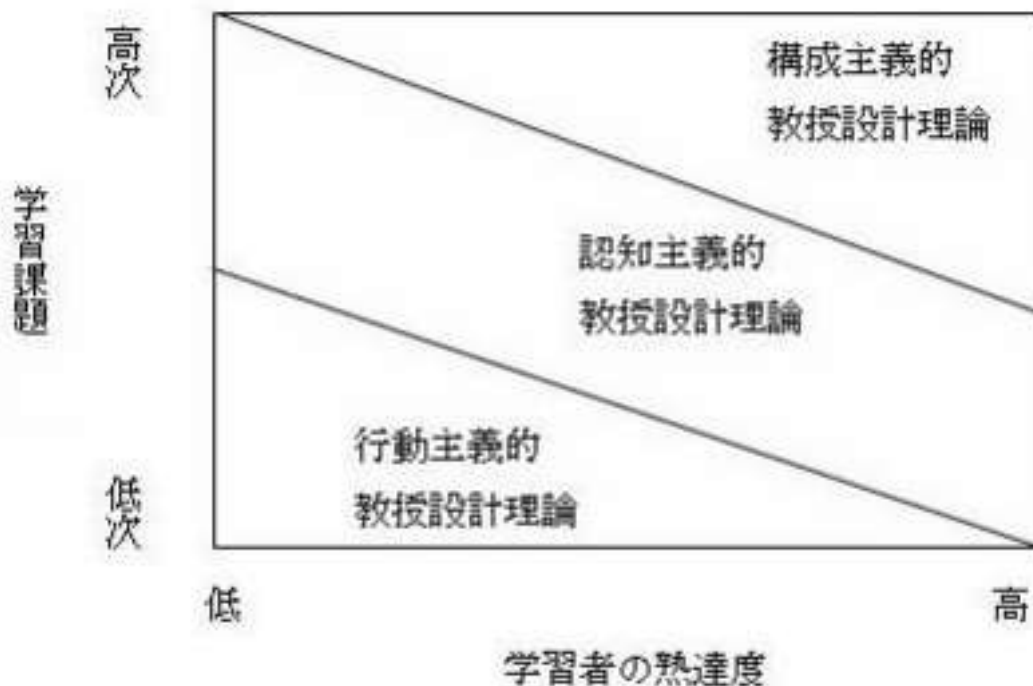 高次
構成主義的
教授設計理論
学習課題
認知主義的
教授設計理論
行動主義的
教授設計理論
低次
低
高
学習者の熟達度